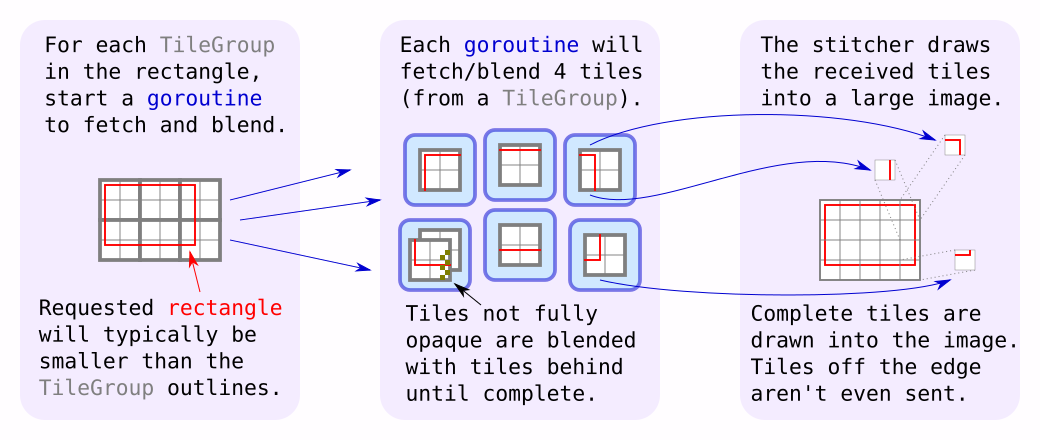 For each TileGroup
in the rectangle,
start a goroutine
to fetch and blend.
Requested rectangle
will typically be
smaller than the
TileGroup outlines.
Each goroutine will
fetch/blend 4 tiles
(from a TileGroup).
Tiles not fully
opaque are blended
with tiles behind
until complete.
The stitcher draws
the received tiles
into a large image.
Complete tiles are
drawn into the image.
Tiles off the edge
aren't even sent.